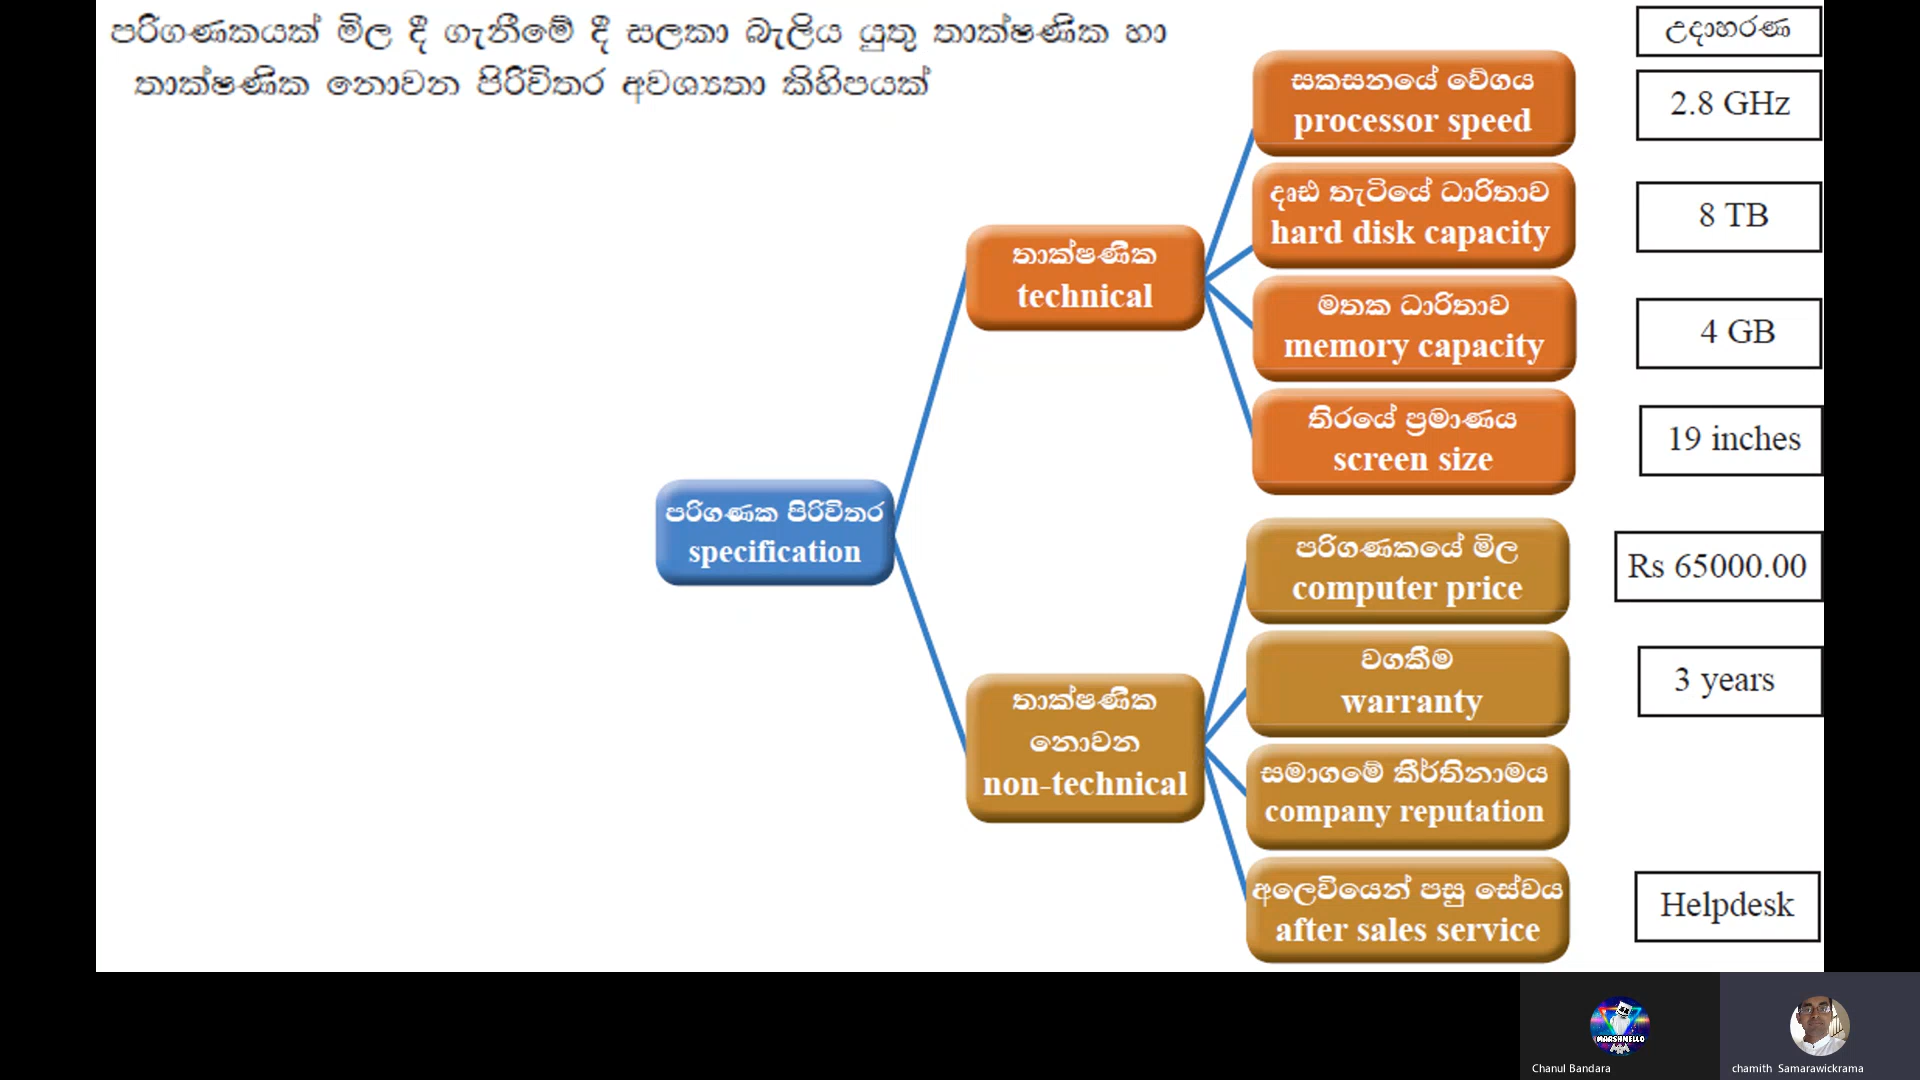 පරිගණකයක් මිල දී ගැනීමේ දී සලකා බැලිය යුතු තාක්ෂණික හා
තාක්ෂණික නොවන පිරිවිතර අවශ්‍යතා කිහිපයක්
උදාහරණ
සකසනයේ වේගය
processor speed
2.8 GHz
දෘඪ තැටියේ ධාරිතාව
hard disk capacity
8 TB
තාක්ෂණික
technical
මතක ධාරිතාව
memory capacity
4 GB
තිරයේ ප්‍රමාණය
screen size
19 inches
පරිගණක පිරිවිතර
specification
පරිගණකයේ මිල
computer price
Rs 65000.00
වගකීම
warranty
3 years
තාක්ෂණික
නොවන
non-technical
සමාගමේ කීර්තිනාමය
company reputation
අලෙවියෙන් පසු සේවය
after sales service
Helpdesk
MARSHMELLO
Chanul Bandara
chamith Samarawickrama